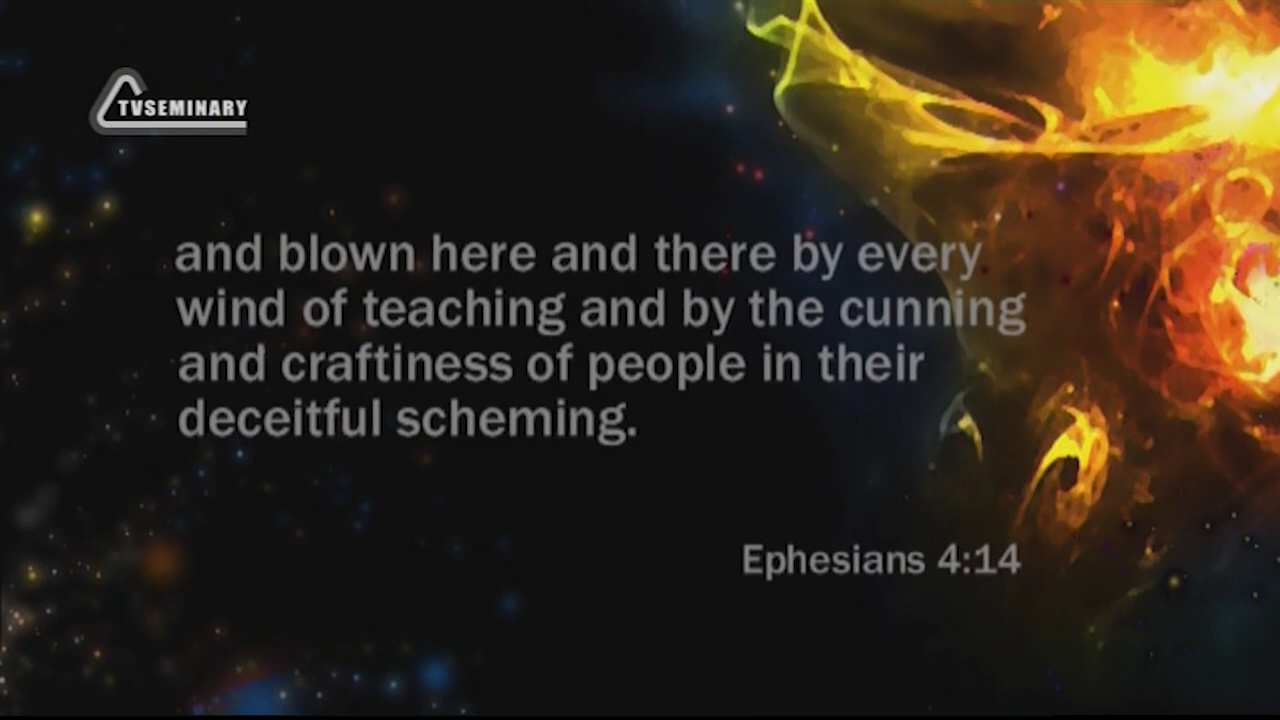 TVSEMINARY
and blown here and there by every
wind of teaching and by the cunning
and craftiness of people in their
deceitful scheming.
Ephesians 4:14